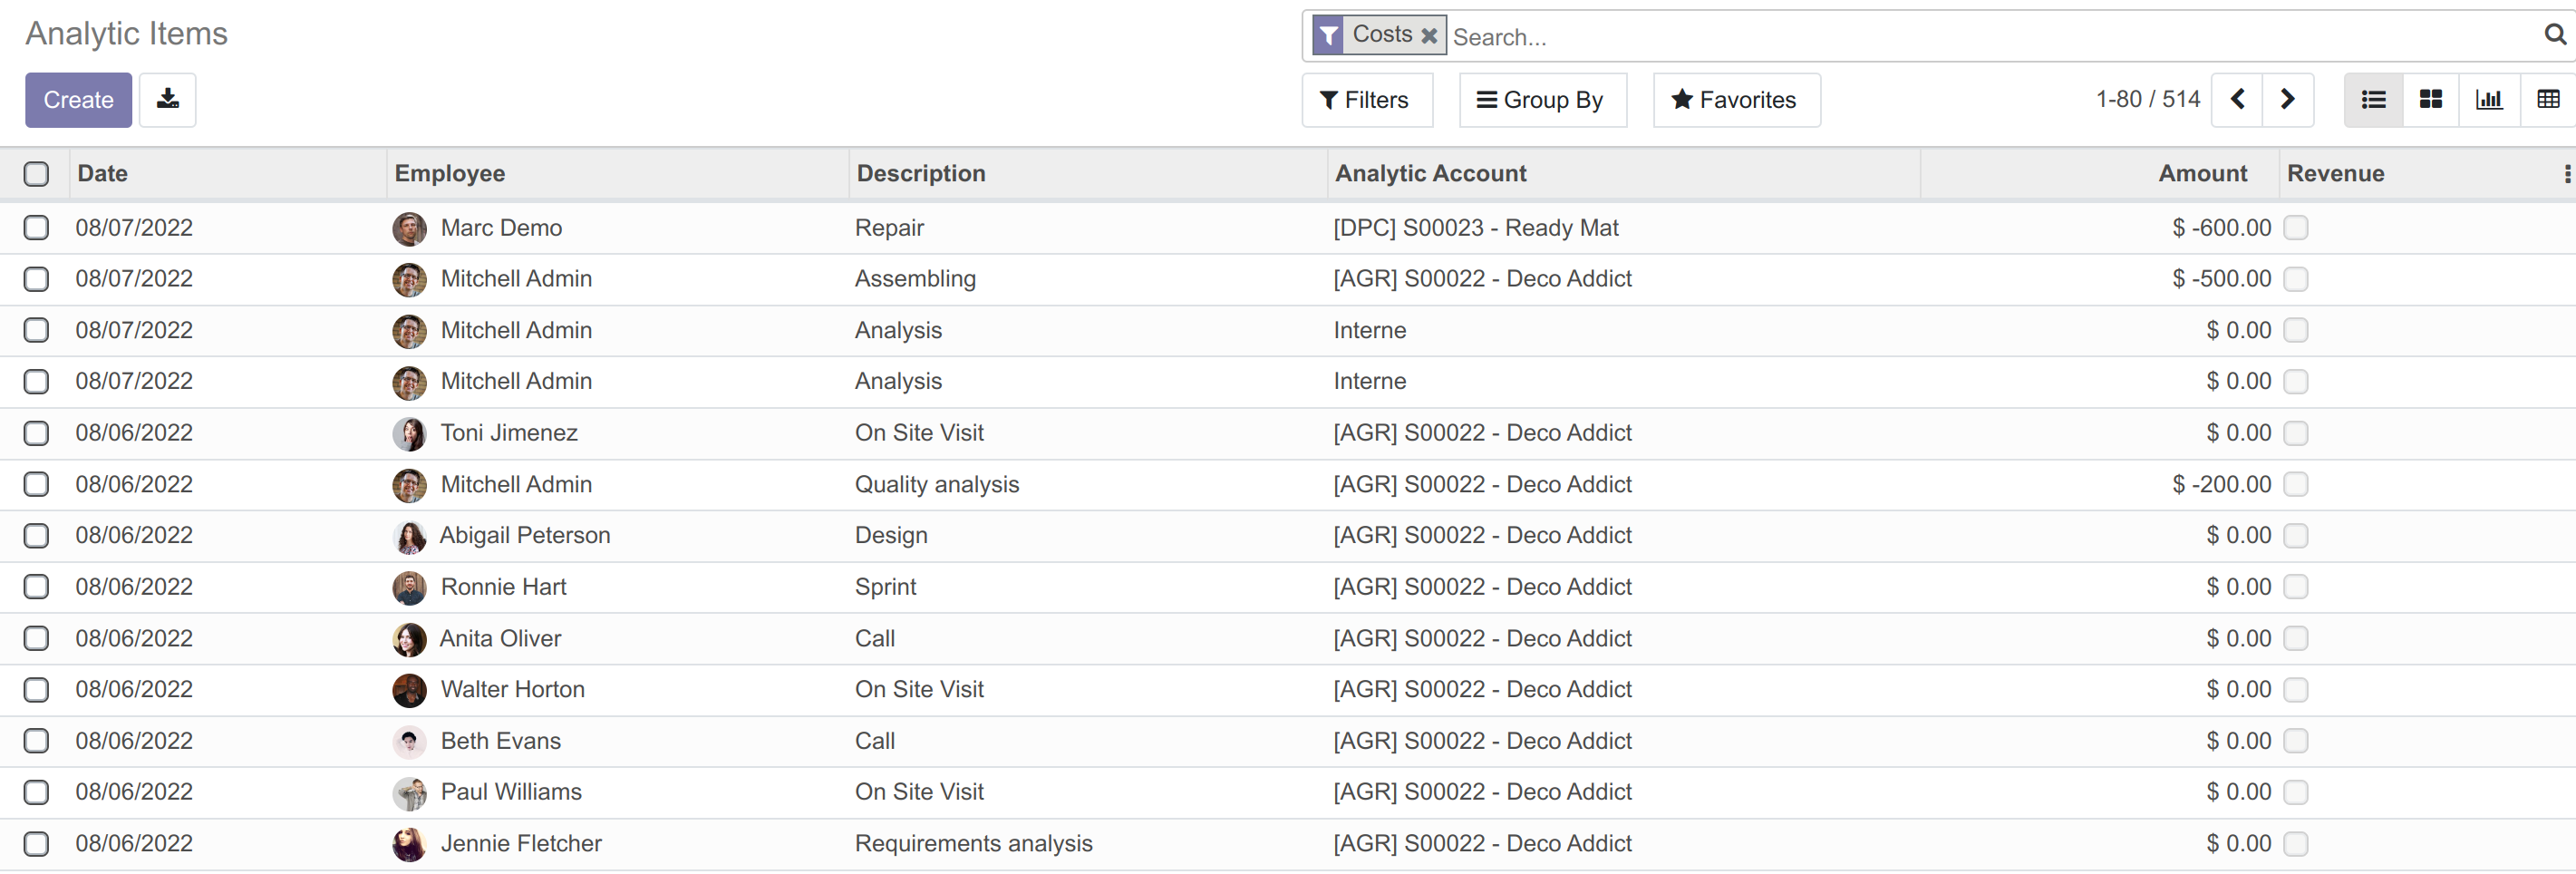 Analytic Items
Costs Search...
Create
Filters Group By Favorites 1-80 / 514
Date Employee Description Analytic Account Amount Revenue
08/07/2022 Marc Demo Repair [DPC] S00023 - Ready Mat $ -600.00
08/07/2022 Mitchell Admin Assembling [AGR] S00022 - Deco Addict $ -500.00
08/07/2022 Mitchell Admin Analysis Interne $ 0.00
08/07/2022 Mitchell Admin Analysis Interne $ 0.00
08/06/2022 Toni Jimenez On Site Visit [AGR] S00022 - Deco Addict $ 0.00
08/06/2022 Mitchell Admin Quality analysis [AGR] S00022 - Deco Addict $ -200.00
08/06/2022 Abigail Peterson Design [AGR] S00022 - Deco Addict $ 0.00
08/06/2022 Ronnie Hart Sprint [AGR] S00022 - Deco Addict $ 0.00
08/06/2022 Anita Oliver Call [AGR] S00022 - Deco Addict $ 0.00
08/06/2022 Walter Horton On Site Visit [AGR] S00022 - Deco Addict $ 0.00
08/06/2022 Beth Evans Call [AGR] S00022 - Deco Addict $ 0.00
08/06/2022 Paul Williams On Site Visit [AGR] S00022 - Deco Addict $ 0.00
08/06/2022 Jennie Fletcher Requirements analysis [AGR] S00022 - Deco Addict $ 0.00